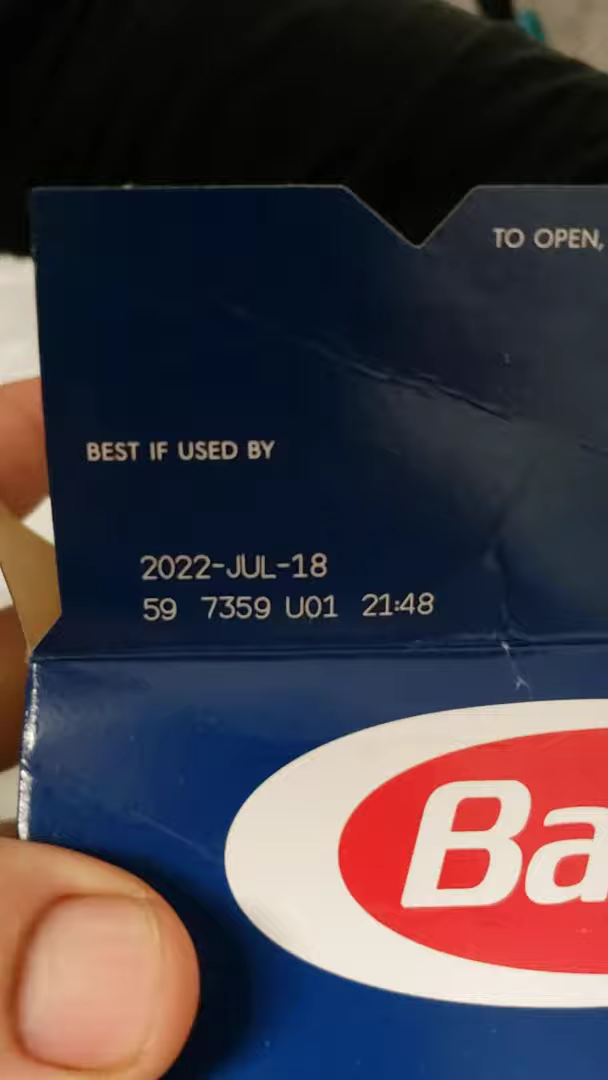 TO OPEN,
BEST IF USED BY
2022-JUL-18
59 7359 U01 21:48
Ba